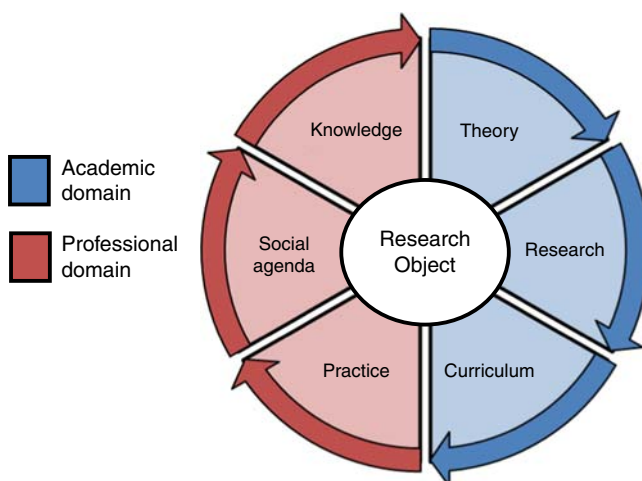 Academic
domain
Professional
domain
Knowledge
Theory
Social
agenda
Research
Object
Research
Practice
Curriculum